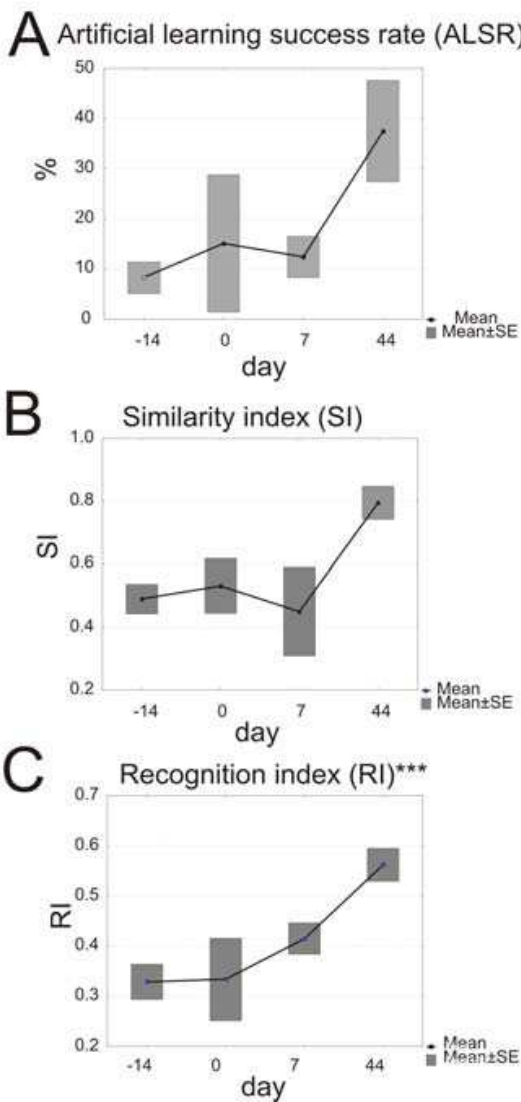 A Artificial learning success rate (ALSR)
50
40
30
20
10
0
%
-14 0 7 44
day
Mean
Mean±SE
B Similarity index (SI)
1.0
0.8
0.6
0.4
0.2
SI
-14 0 7 44
day
Mean
Mean±SE
C Recognition index (RI)***
0.7
0.6
0.5
0.4
0.3
0.2
RI
-14 0 7 44
day
Mean
Mean±SE